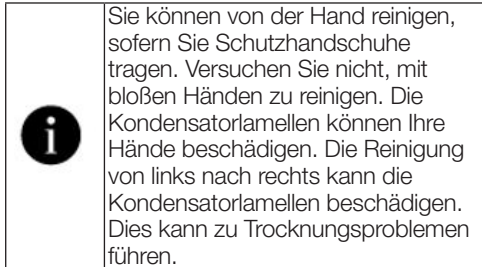 Sie können von der Hand reinigen,
sofern Sie Schutzhandschuhe
tragen. Versuchen Sie nicht, mit
bloßen Händen zu reinigen. Die
Kondensatorlamellen können Ihre
Hände beschädigen. Die Reinigung
von links nach rechts kann die
Kondensatorlamellen beschädigen.
Dies kann zu Trocknungsproblemen
führen.